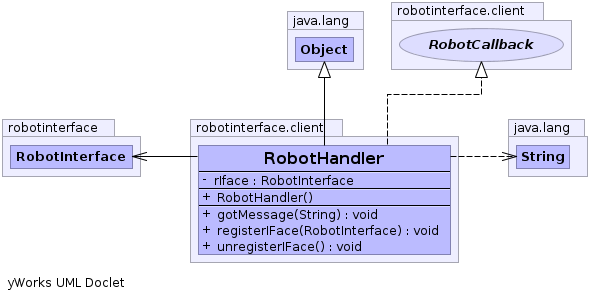 java.lang
Object
robotinterface.client
RobotCallback
robotinterface
RobotInterface
robotinterface.client
RobotHandler
- rIface : RobotInterface
+ RobotHandler()
+ gotMessage(String) : void
+ registerIFace(RobotInterface) : void
+ unregisterIFace() : void
java.lang
String
yWorks UML Doclet